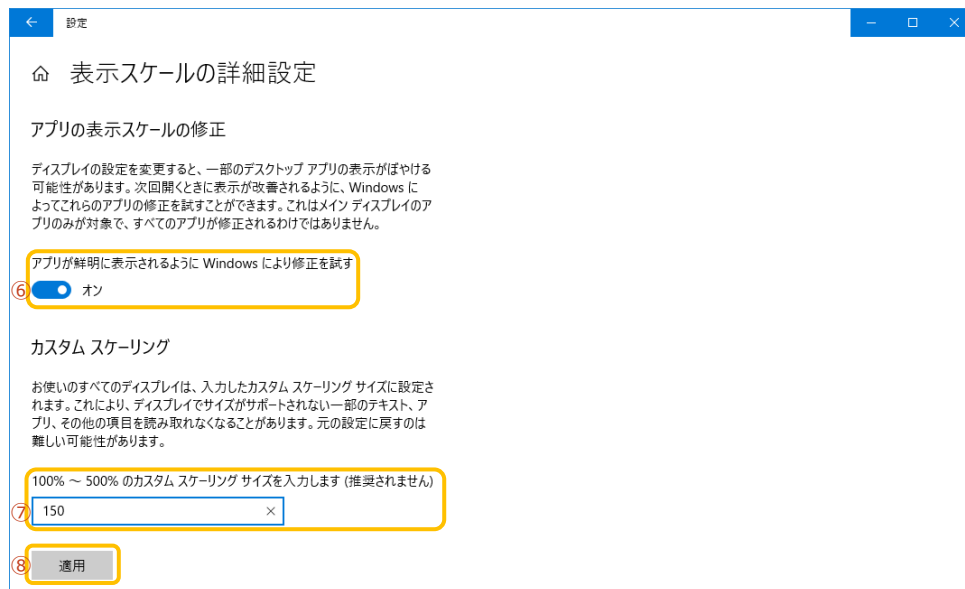 設定
表示スケールの詳細設定
アプリの表示スケールの修正
ディスプレイの設定を変更すると、一部のデスクトップ アプリの表示がぼやける
可能性があります。次回開くときに表示が改善されるように、Windows に
よってこれらのアプリの修正を試すことができます。これはメイン ディスプレイのア
プリのみが対象で、すべてのアプリが修正されるわけではありません。
アプリが鮮明に表示されるように Windows により修正を試す
⑥ オン
カスタム スケーリング
お使いのすべてのディスプレイは、入力したカスタム スケーリング サイズに設定さ
れます。これにより、ディスプレイでサイズがサポートされない一部のテキスト、ア
プリ、その他の項目を読み取れなくなることがあります。元の設定に戻すのは
難しい可能性があります。
100% ～ 500% のカスタム スケーリング サイズを入力します (推奨されません)
⑦ 150
⑧ 適用